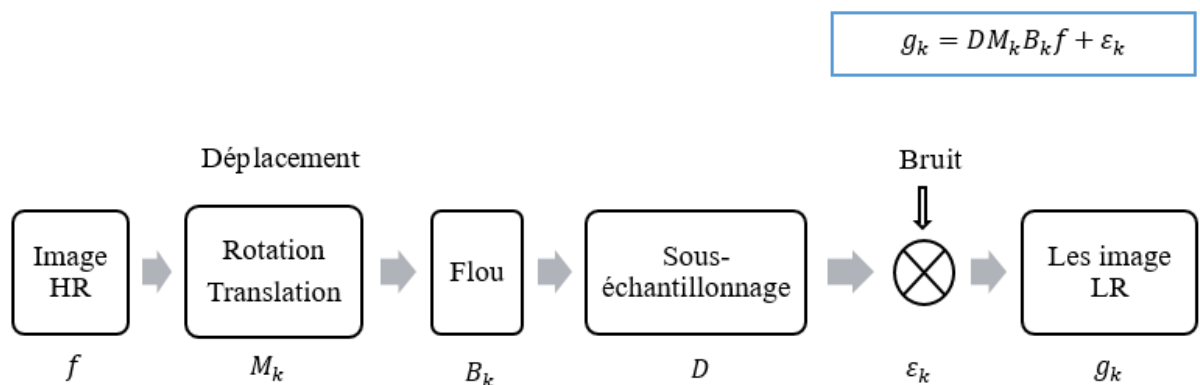 g_k = DM_kB_kf + ε_k
Déplacement
Bruit
Image
HR
Rotation
Translation
Flou
Sous-
échantillonnage
Les image
LR
f
M_k
B_k
D
ε_k
g_k